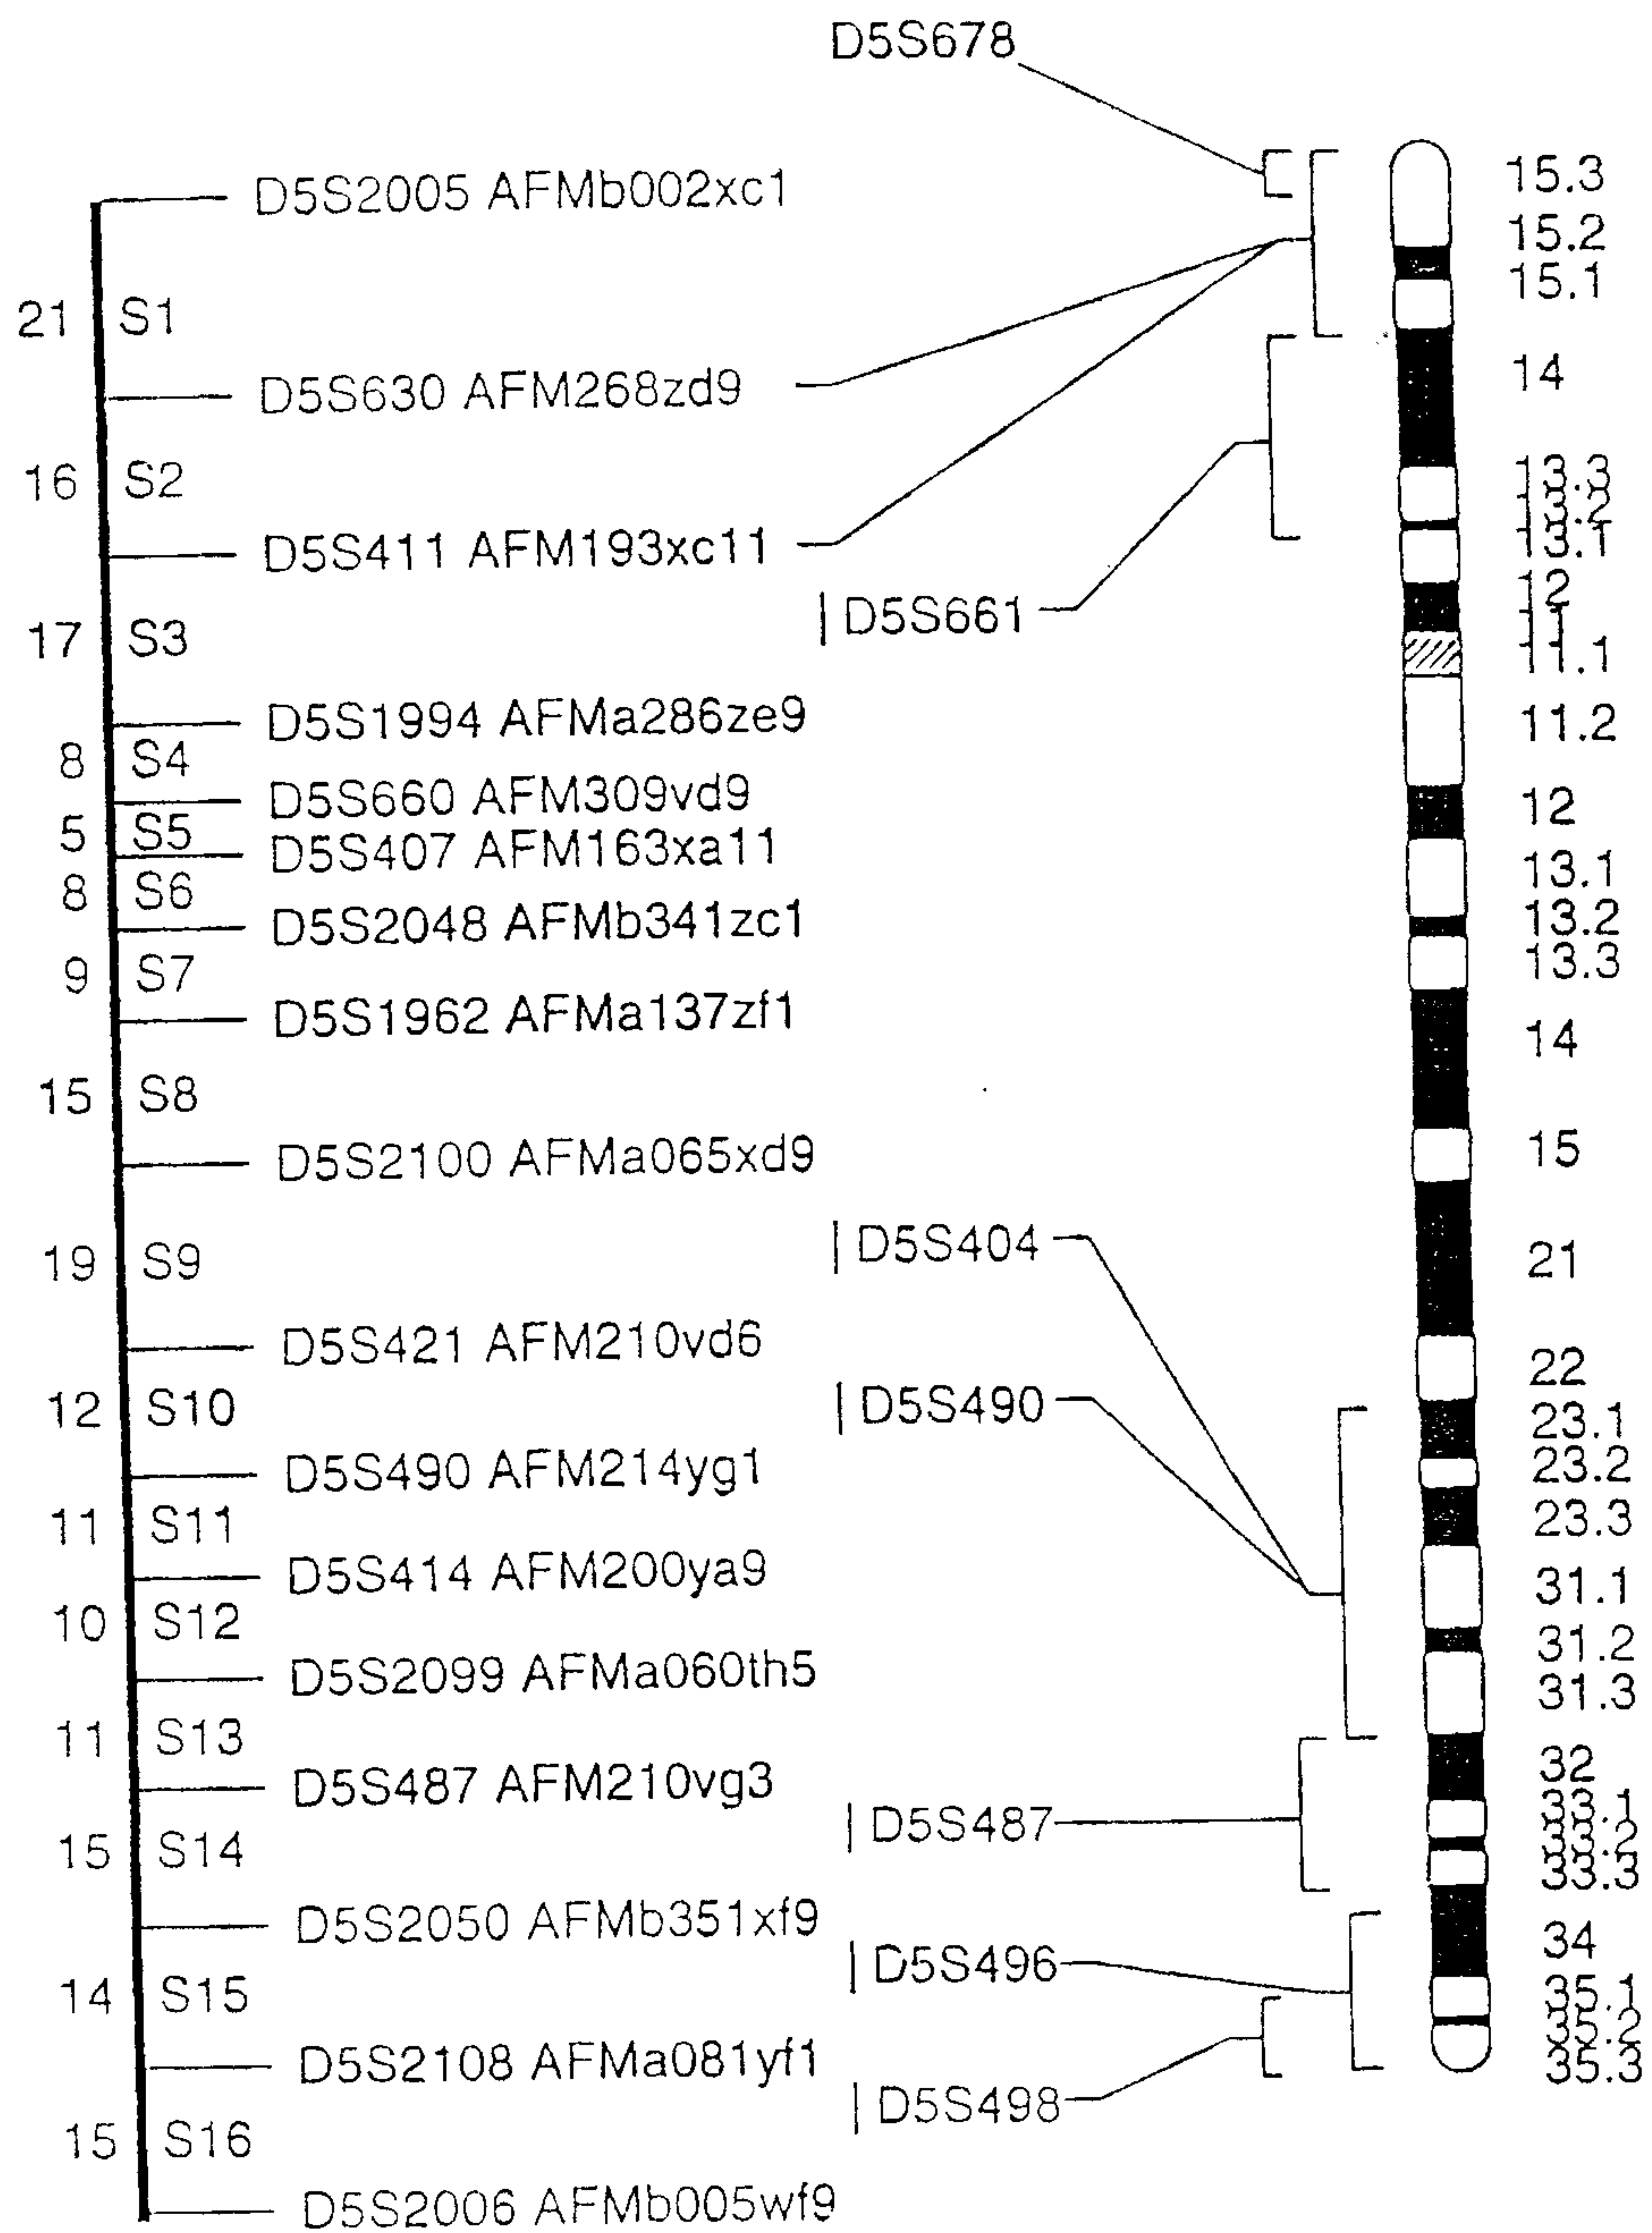 D5S678
D5S2005 AFMb002xc1
21 S1
D5S630 AFM268zd9
16 S2
D5S411 AFM193xc11
D5S661
17 S3
D5S1994 AFMa286ze9
8 S4
D5S660 AFM309vd9
5 S5
D5S407 AFM163xa11
8 S6
D5S2048 AFMb341zc1
9 S7
D5S1962 AFMa137zf1
15 S8
D5S2100 AFMa065xd9
D5S404
19 S9
D5S421 AFM210vd6
D5S490
12 S10
D5S490 AFM214yg1
11 S11
D5S414 AFM200ya9
10 S12
D5S2099 AFMa060th5
11 S13
D5S487 AFM210vg3
D5S487
15 S14
D5S2050 AFMb351xf9
D5S496
14 S15
D5S2108 AFMa081yf1
D5S498
15 S16
D5S2006 AFMb005wf9
15.3
15.2
15.1
14
13.3
13.2
13.1
12
11
11.1
11.2
12
13.1
13.2
13.3
14
15
21
22
23.1
23.2
23.3
31.1
31.2
31.3
32
33.1
33.2
33.3
34
35.1
35.2
35.3